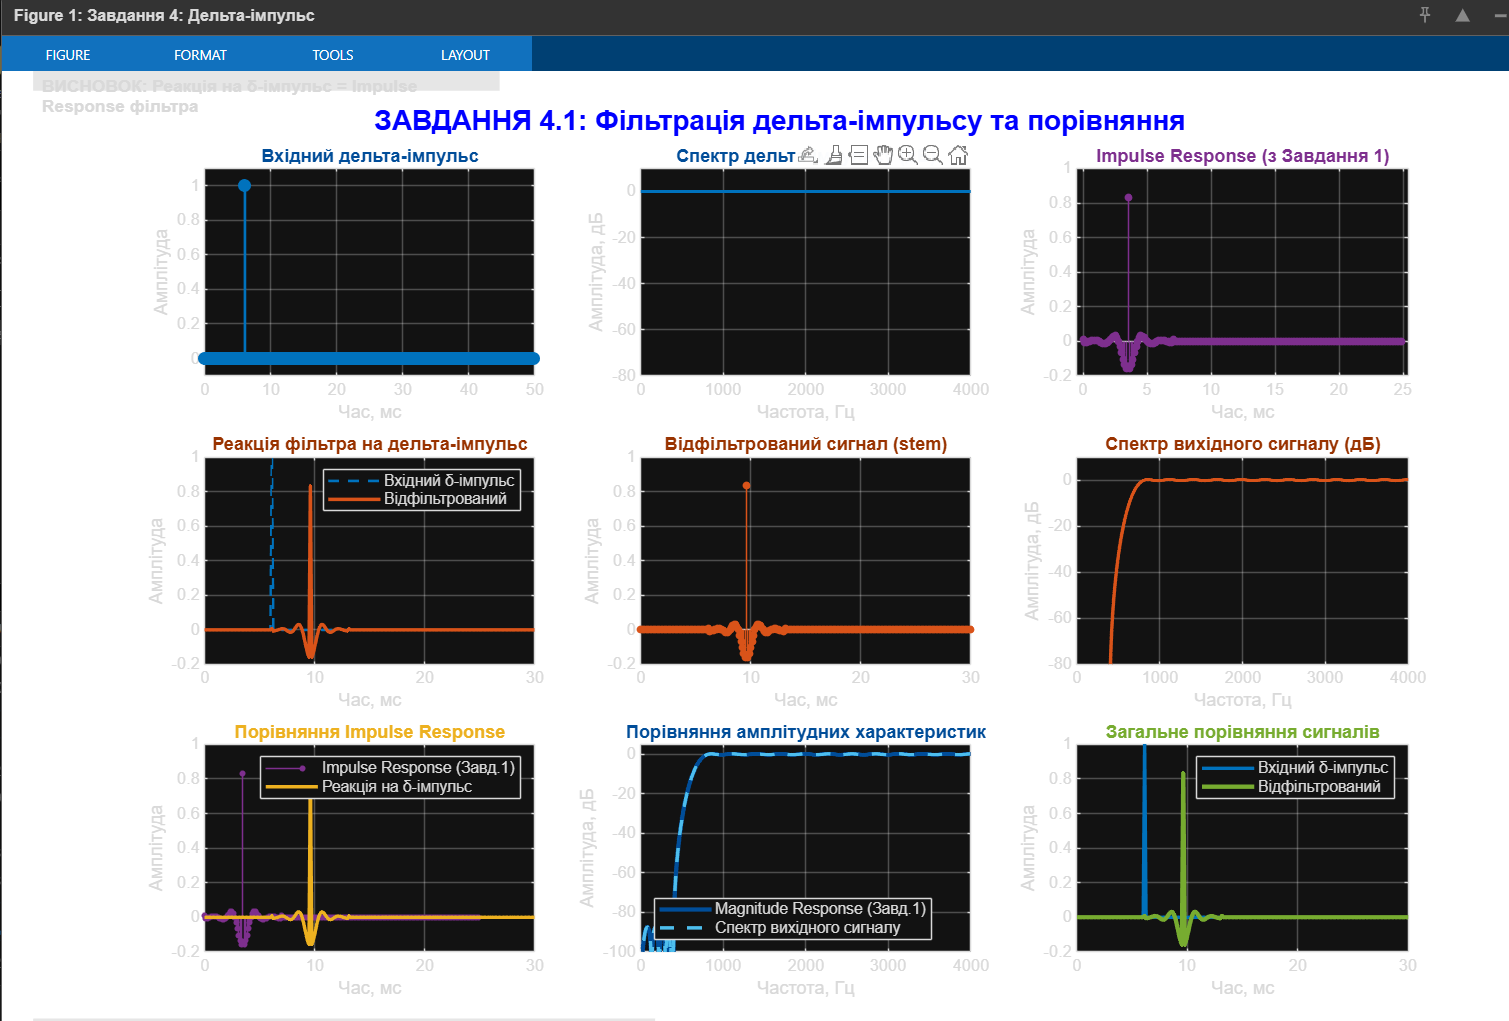 Figure 1: Завдання 4: Дельта-імпульс
FIGURE FORMAT TOOLS LAYOUT
ВИСНОВОК: Реакція на δ-імпульс = Impulse
Response фільтра
ЗАВДАННЯ 4.1: Фільтрація дельта-імпульсу та порівняння
Вхідний дельта-імпульс
1
0.8
0.6
0.4
0.2
0
Амплітуда
0 10 20 30 40 50
Час, мс
Спектр дельт
0
-20
-40
-60
-80
Амплітуда, дБ
0 1000 2000 3000 4000
Частота, Гц
Impulse Response (з Завдання 1)
1
0.8
0.6
0.4
0.2
0
-0.2
Амплітуда
0 5 10 15 20 25
Час, мс
Реакція фільтра на дельта-імпульс
1
0.8
0.6
0.4
0.2
0
-0.2
Амплітуда
Вхідний δ-імпульс
Відфільтрований
0 10 20 30
Час, мс
Відфільтрований сигнал (stem)
1
0.8
0.6
0.4
0.2
0
-0.2
Амплітуда
0 10 20 30
Час, мс
Спектр вихідного сигналу (дБ)
0
-20
-40
-60
-80
Амплітуда, дБ
0 1000 2000 3000 4000
Частота, Гц
Порівняння Impulse Response
1
0.8
0.6
0.4
0.2
0
-0.2
Амплітуда
Impulse Response (Завд.1)
Реакція на δ-імпульс
0 10 20 30
Час, мс
Порівняння амплітудних характеристик
0
-20
-40
-60
-80
-100
Амплітуда, дБ
Magnitude Response (Завд.1)
Спектр вихідного сигналу
0 1000 2000 3000 4000
Частота, Гц
Загальне порівняння сигналів
1
0.8
0.6
0.4
0.2
0
-0.2
Амплітуда
Вхідний δ-імпульс
Відфільтрований
0 10 20 30
Час, мс